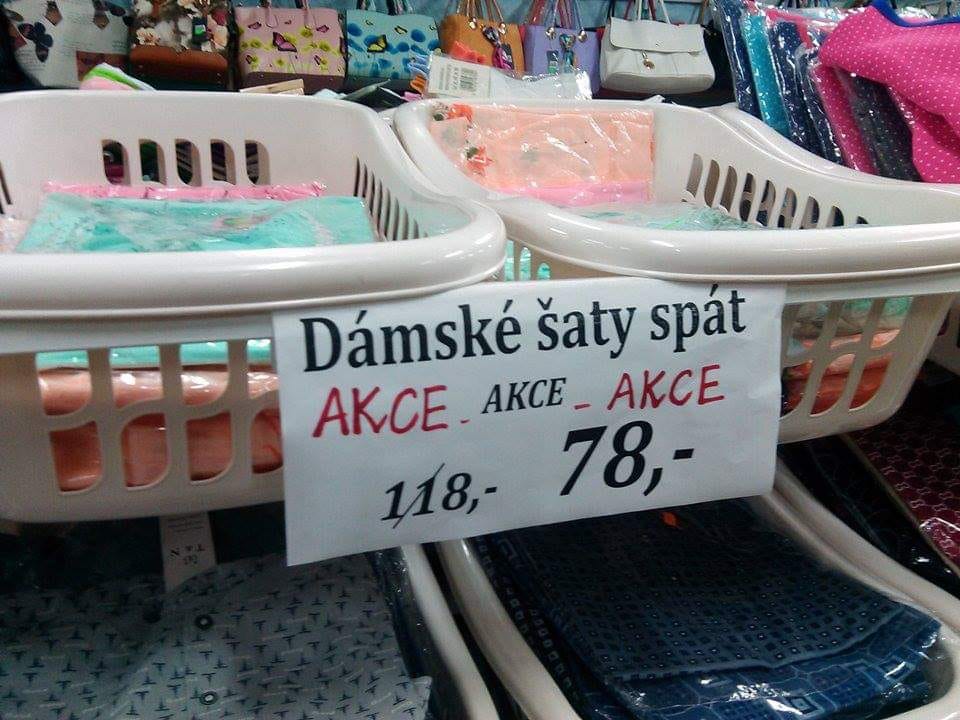 Dámské šaty spát
AKCE - AKCE - AKCE
118,- 78,-